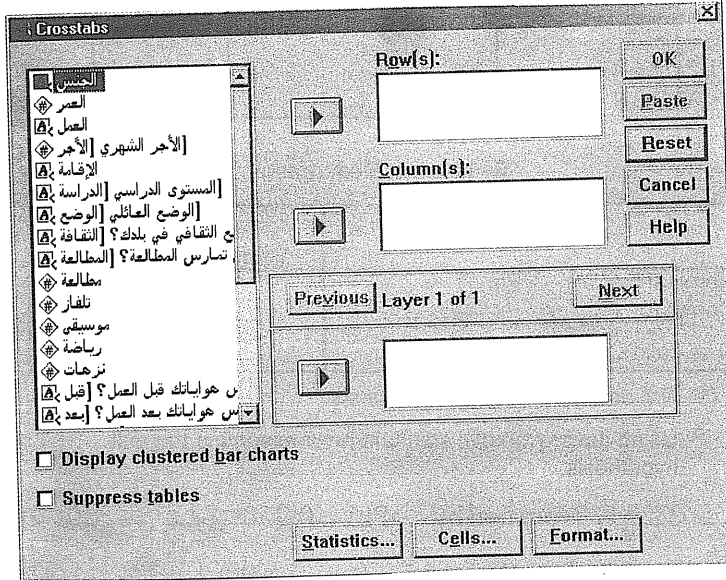 Crosstabs
الجنس
العمر
العمل
الأجر الشهري [الأجر
الإقامة
المستوى الدراسي [الدراسة
الوضع العائلي [الوضع
ع الثقافي في بلدك؟ [الثقافة
تمارس المطالعة؟ [المطالعة
مطالعة
تلفاز
موسيقى
رياضة
نزهات
س هواياتك قبل العمل؟ [قبل
س هواياتك بعد العمل؟ [بعد
Row(s):
Column(s):
Previous Layer 1 of 1 Next
OK
Paste
Reset
Cancel
Help
Display clustered bar charts
Suppress tables
Statistics... Cells... Format...